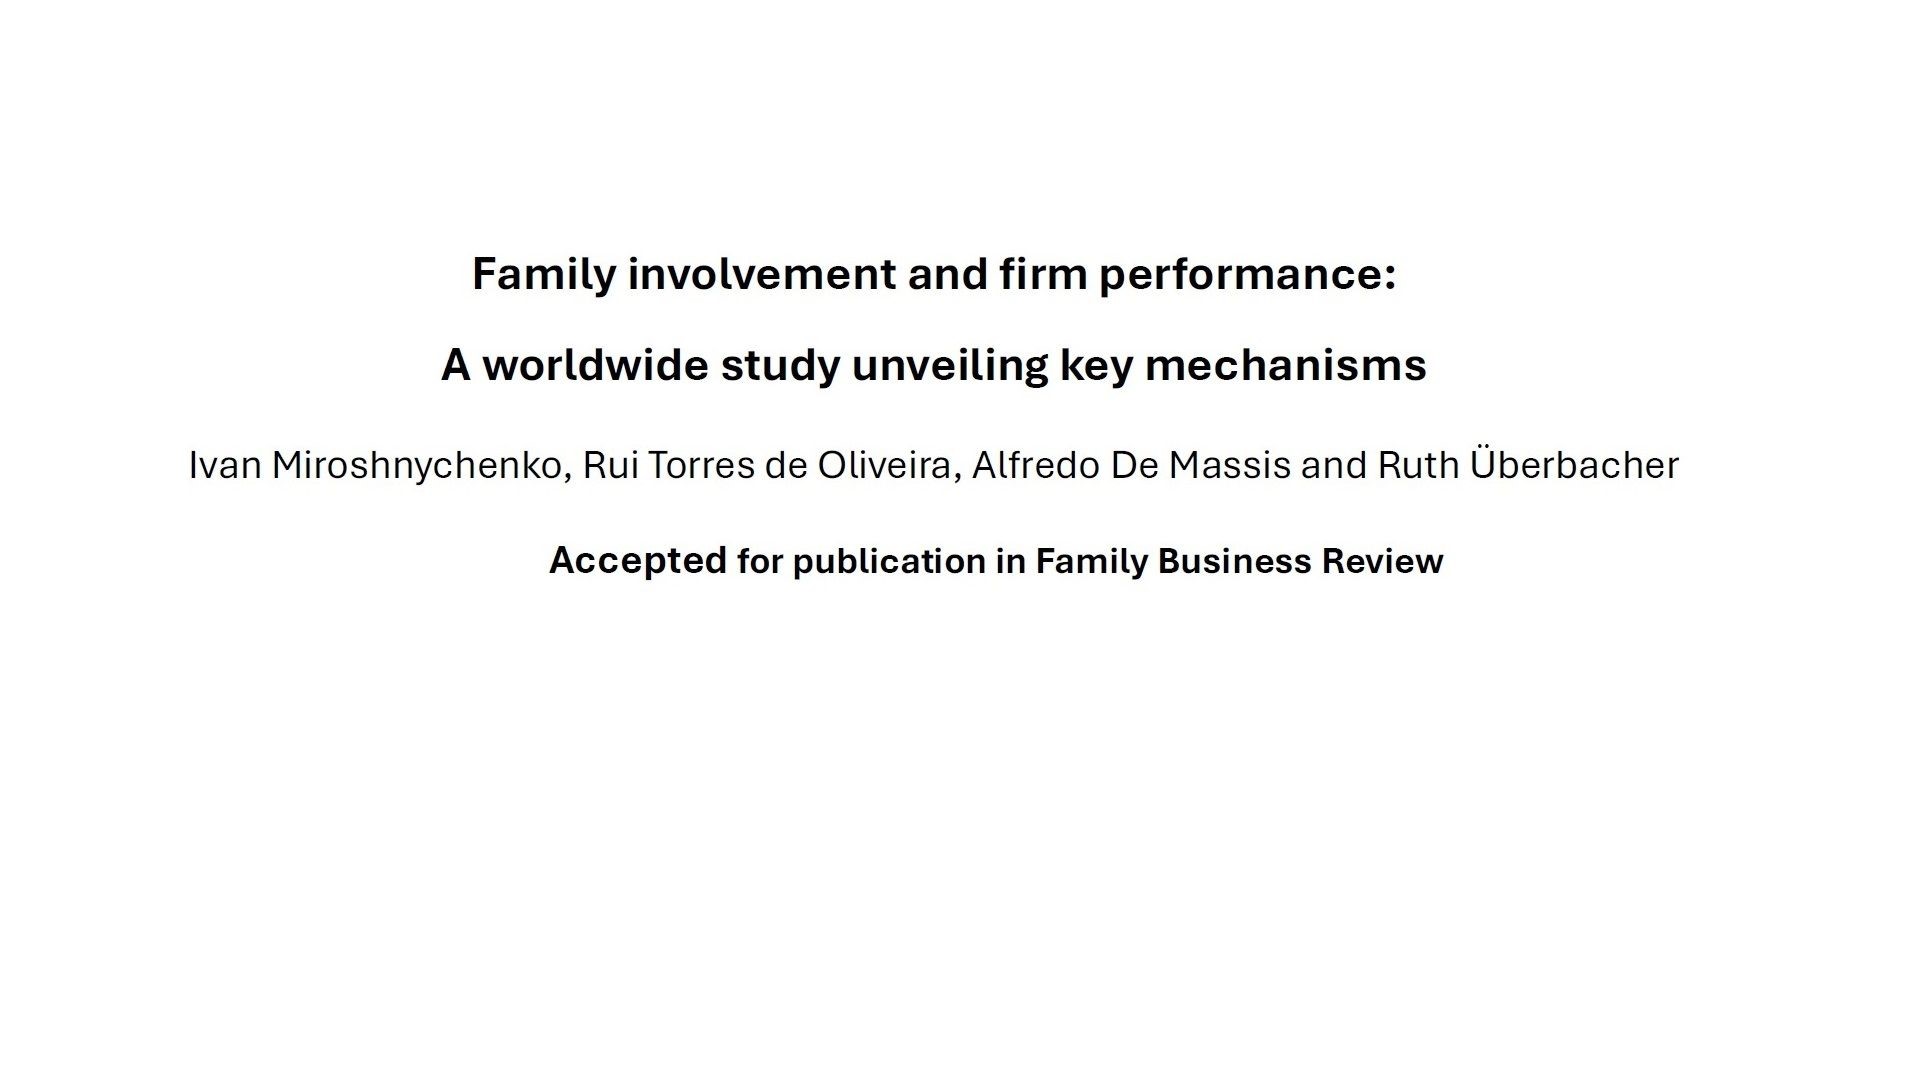 Family involvement and firm performance:
A worldwide study unveiling key mechanisms
Ivan Miroshnychenko, Rui Torres de Oliveira, Alfredo De Massis and Ruth Überbacher
Accepted for publication in Family Business Review